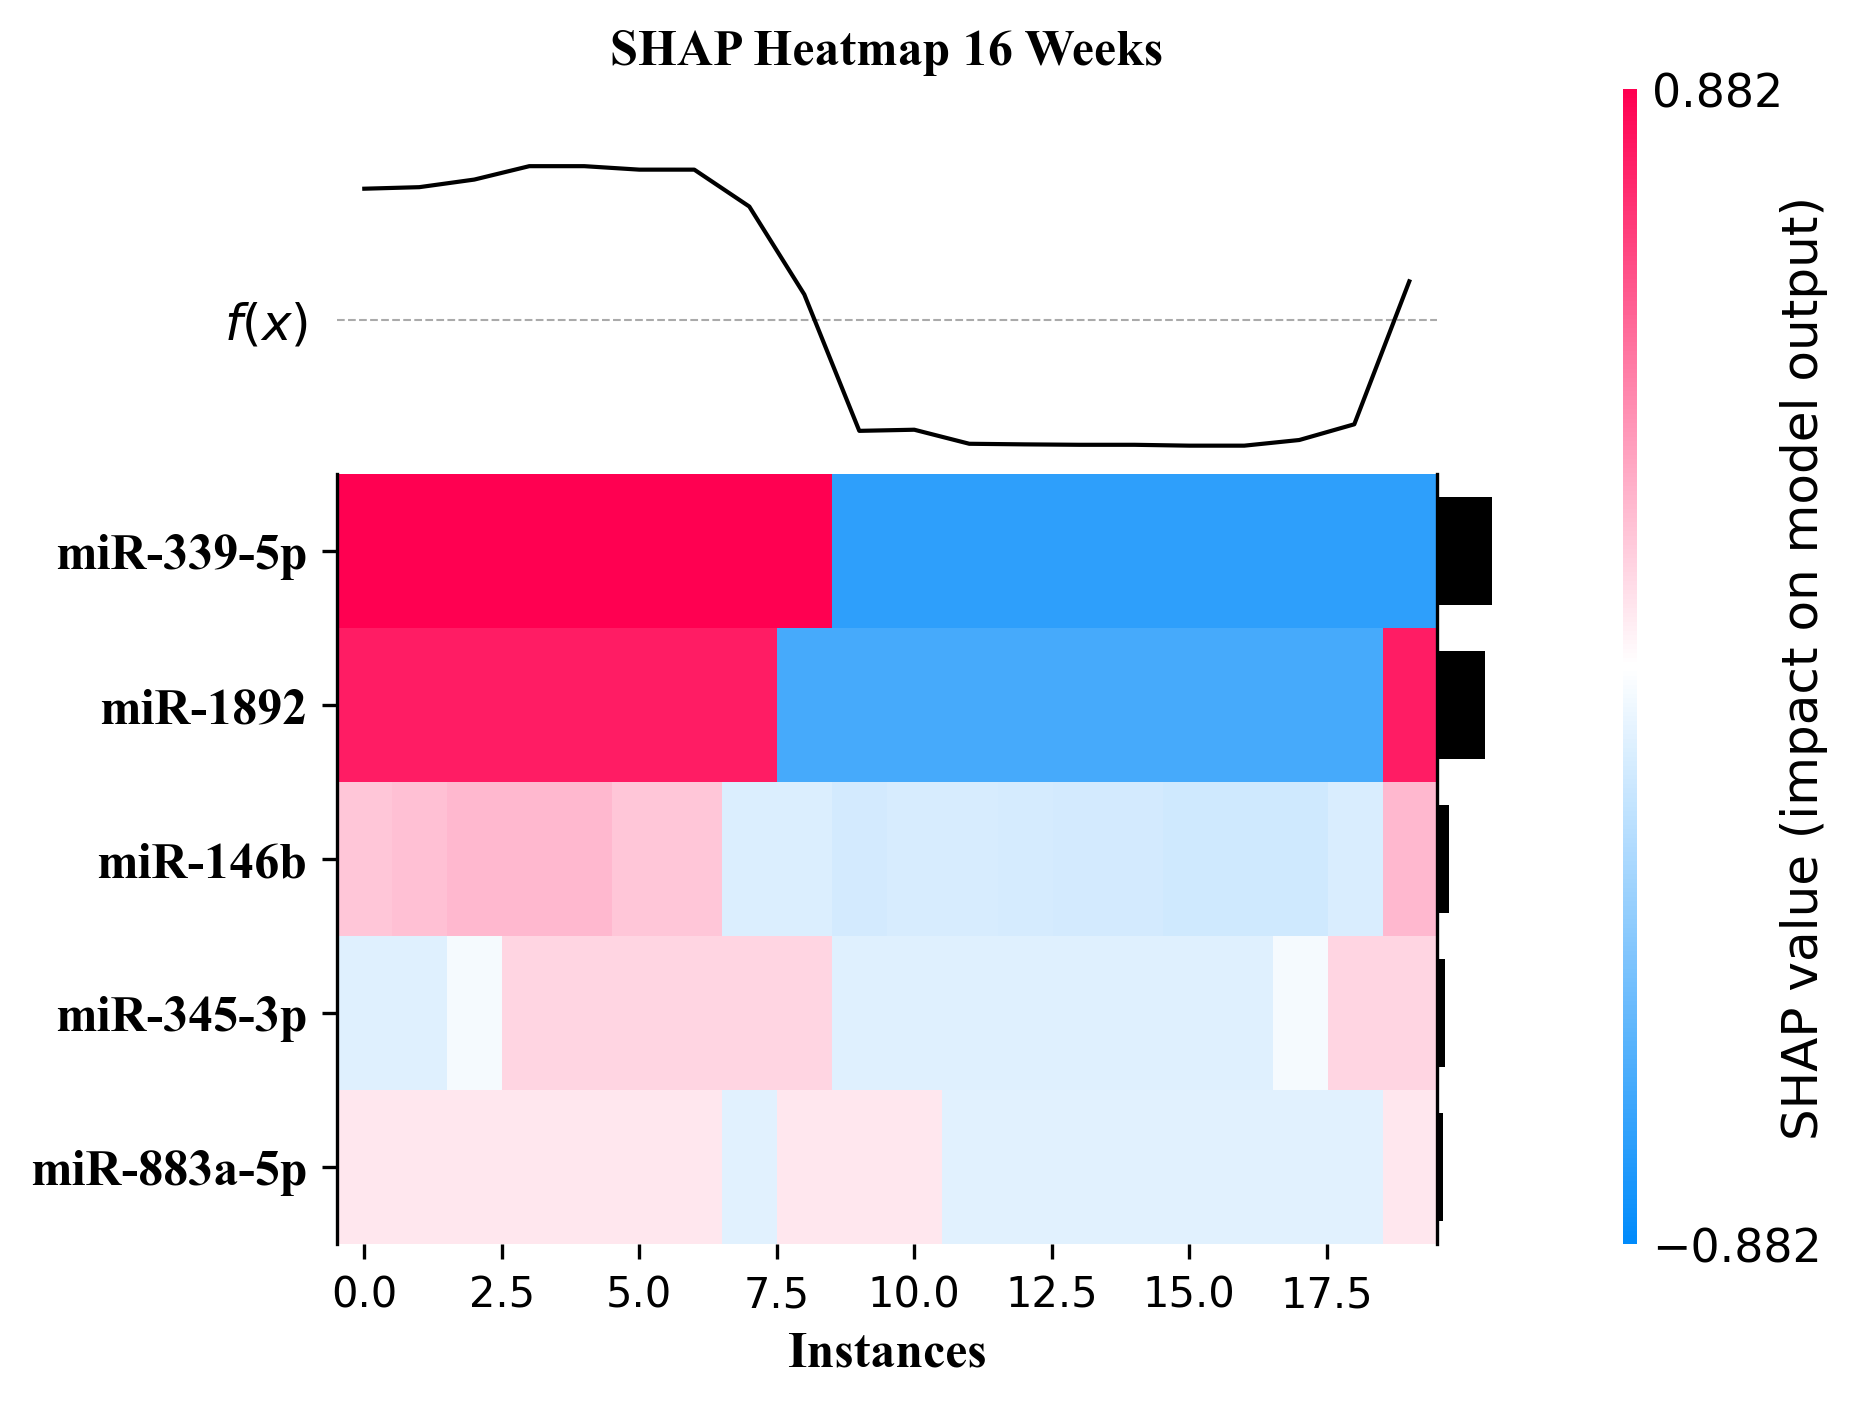 SHAP Heatmap 16 Weeks
0.882
f(x)
miR-339-5p
miR-1892
miR-146b
miR-345-3p
miR-883a-5p
SHAP value (impact on model output)
−0.882
0.0 2.5 5.0 7.5 10.0 12.5 15.0 17.5
Instances